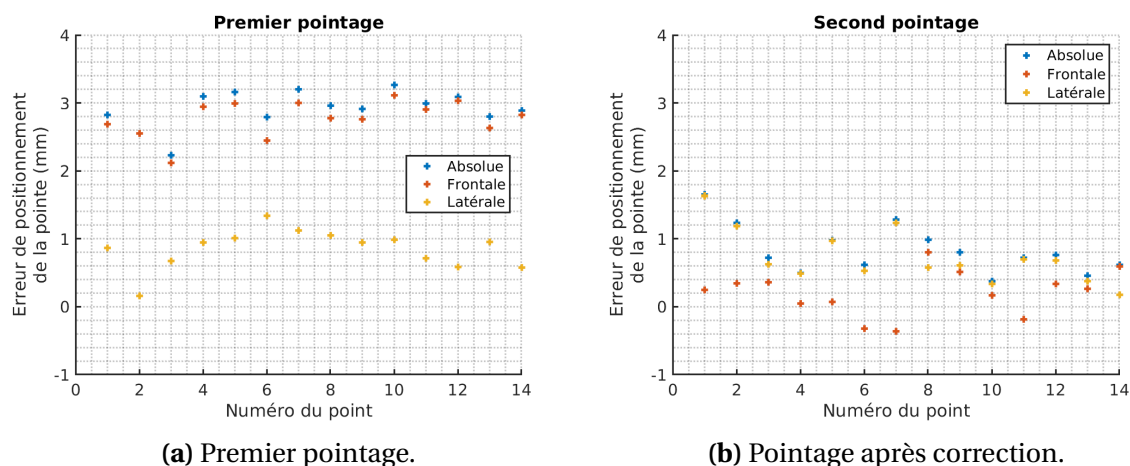 Premier pointage
4
3
2
1
0
-1
0 2 4 6 8 10 12 14
Erreur de positionnement
de la pointe (mm)
Numéro du point
Absolue
Frontale
Latérale
(a) Premier pointage.
Second pointage
4
3
2
1
0
-1
0 2 4 6 8 10 12 14
Erreur de positionnement
de la pointe (mm)
Numéro du point
Absolue
Frontale
Latérale
(b) Pointage après correction.